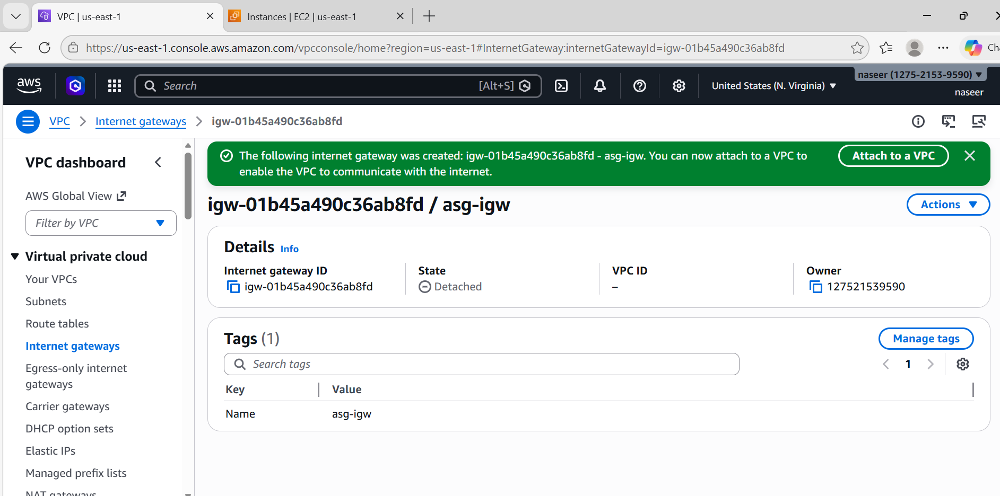 VPC | us-east-1
Instances | EC2 | us-east-1
https://us-east-1.console.aws.amazon.com/vpcconsole/home?region=us-east-1#InternetGateway:internetGatewayId=igw-01b45a490c36ab8fd
aws
Search
[Alt+S]
United States (N. Virginia)
naseer (1275-2153-9590)
naseer
VPC
Internet gateways
igw-01b45a490c36ab8fd
VPC dashboard
AWS Global View
Filter by VPC
Virtual private cloud
Your VPCs
Subnets
Route tables
Internet gateways
Egress-only internet
gateways
Carrier gateways
DHCP option sets
Elastic IPs
Managed prefix lists
NAT gateways
The following internet gateway was created: igw-01b45a490c36ab8fd - asg-igw. You can now attach to a VPC to
enable the VPC to communicate with the internet.
Attach to a VPC
igw-01b45a490c36ab8fd / asg-igw
Actions
Details Info
Internet gateway ID
igw-01b45a490c36ab8fd
State
Detached
VPC ID
–
Owner
127521539590
Tags (1)
Manage tags
Search tags
1
Key
Value
Name
asg-igw